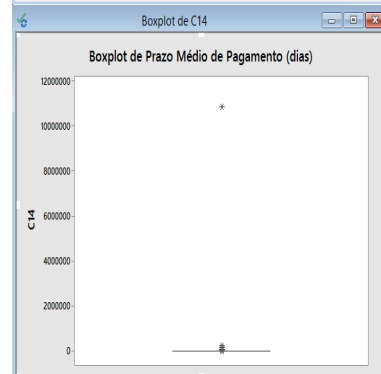 Boxplot de C14
Boxplot de Prazo Médio de Pagamento (dias)
12000000
10000000
8000000
6000000
4000000
2000000
0
C14